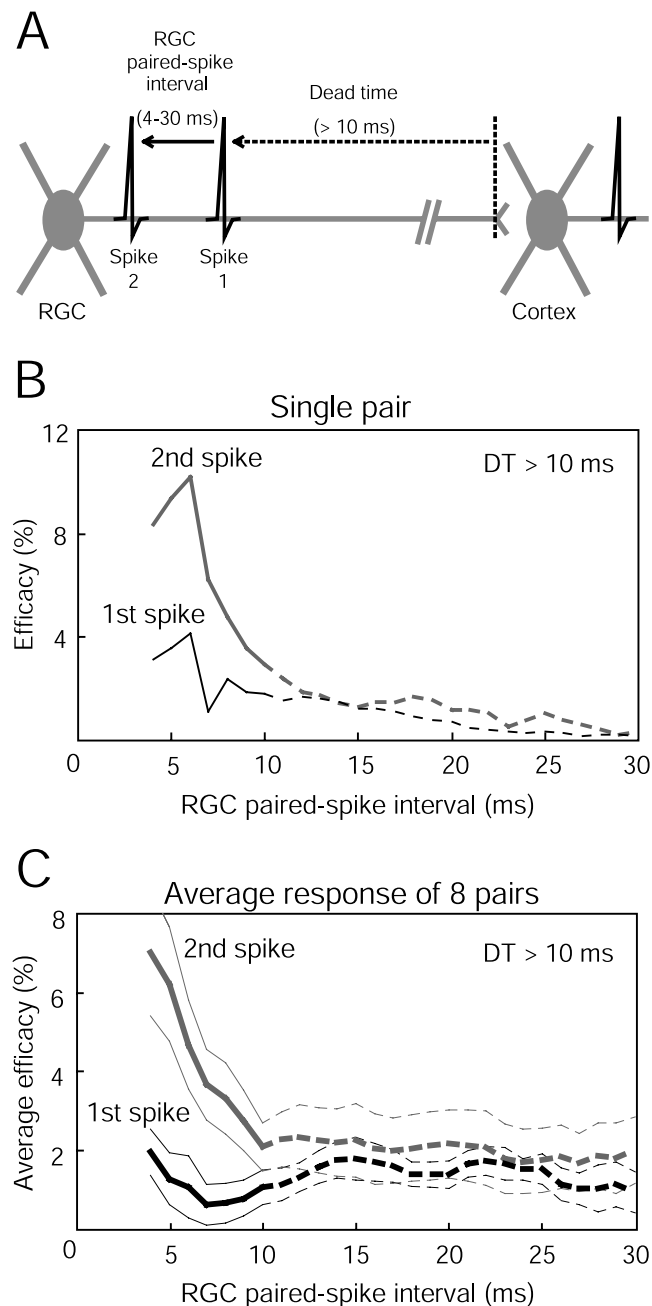 A
RGC
paired-spike
interval
(4-30 ms)
Dead time
(> 10 ms)
Spike
2
Spike
1
RGC
Cortex
B
Single pair
12
8
4
Efficacy (%)
2nd spike
1st spike
DT > 10 ms
0 5 10 15 20 25 30
RGC paired-spike interval (ms)
C
Average response of 8 pairs
8
6
4
2
Average efficacy (%)
2nd spike
1st spike
DT > 10 ms
0 5 10 15 20 25 30
RGC paired-spike interval (ms)